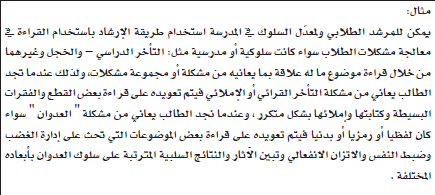 مثال:
يمكن للمرشد الطلابي ولمعدّل السلوك في المدرسة استخدام طريقة الإرشاد باستخدام القراءة في
معالجة مشكلات الطلاب سواء كانت سلوكية أو مدرسية مثل: التأخر الدراسي – والخجل وغيرهما
من خلال قراءة موضوع ما له علاقة بما يعانيه من مشكلة أو مجموعة مشكلات، ولذلك عندما تجد
الطالب يعاني من مشكلة التأخر القرائي أو الإملائي فيتم تعويده على قراءة بعض القطع والفقرات
البسيطة وكتابتها وإملائها بشكل متكرر ، وعندما نجد الطالب يعاني من مشكلة " العدوان " سواء
كان لفظيا أو رمزيا أو بدنيا فيتم تعويده على قراءة بعض الموضوعات التي تحث على إدارة الغضب
وضبط النفس والاتزان الانفعالي وتبين الآثار والنتائج السلبية المترتبة على سلوك العدوان بأبعاده
المختلفة .